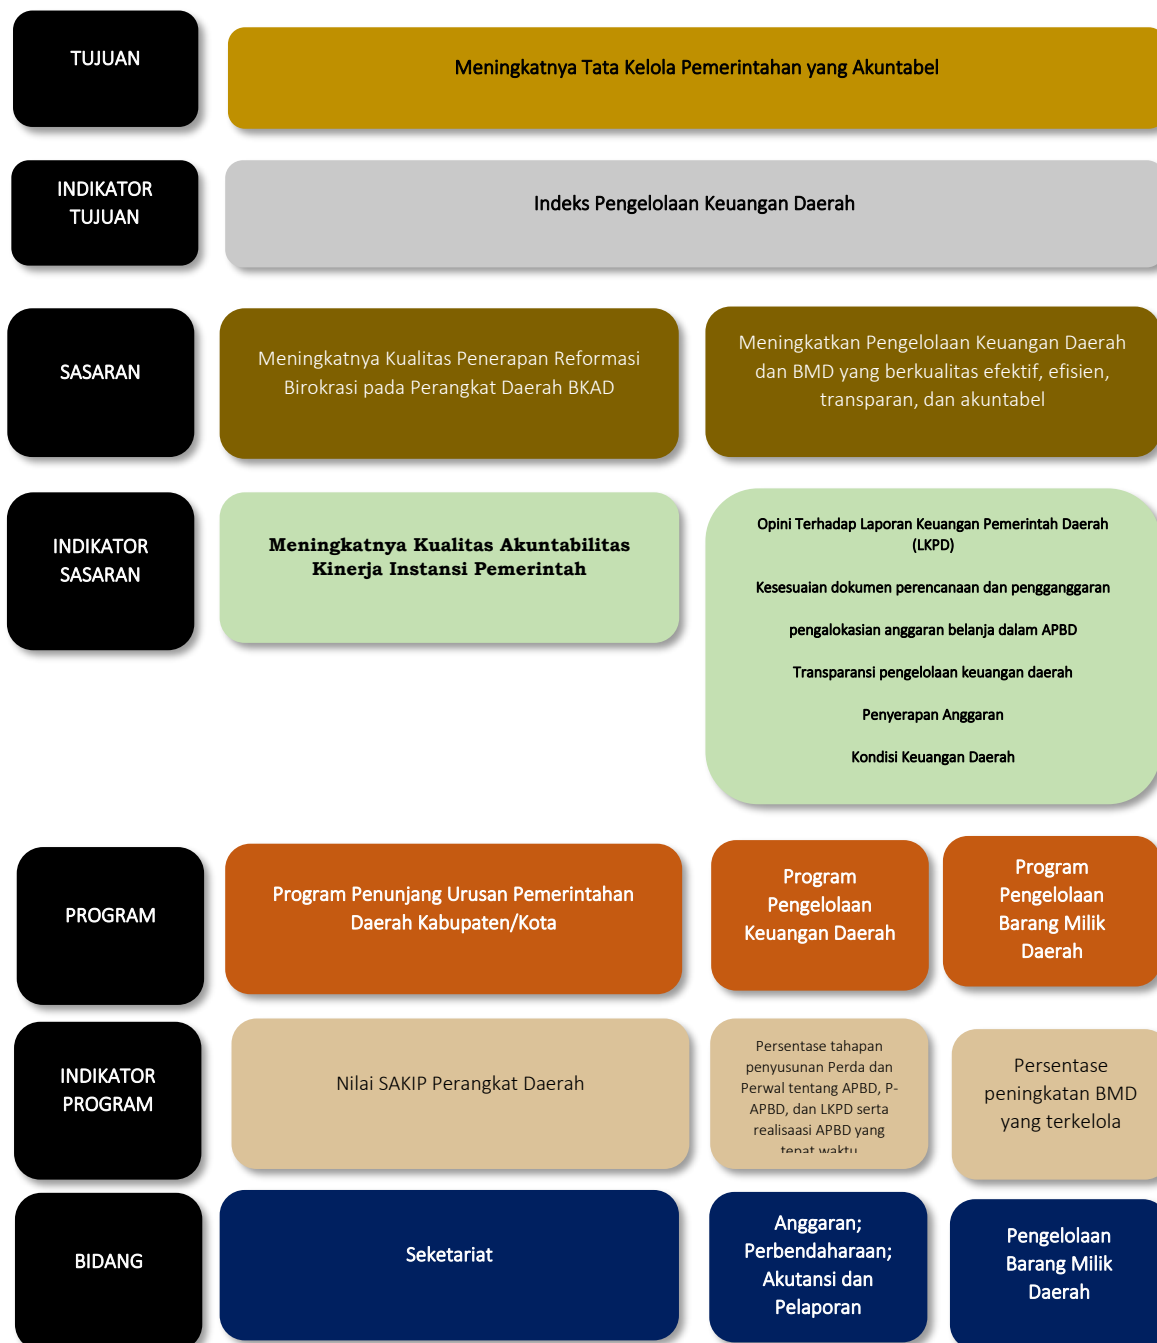 TUJUAN
Meningkatnya Tata Kelola Pemerintahan yang Akuntabel
INDIKATOR
TUJUAN
Indeks Pengelolaan Keuangan Daerah
SASARAN
Meningkatnya Kualitas Penerapan Reformasi
Birokrasi pada Perangkat Daerah BKAD
Meningkatkan Pengelolaan Keuangan Daerah
dan BMD yang berkualitas efektif, efisien,
transparan, dan akuntabel
INDIKATOR
SASARAN
Meningkatnya Kualitas Akuntabilitas
Kinerja Instansi Pemerintah
Opini Terhadap Laporan Keuangan Pemerintah Daerah
(LKPD)
Kesesuaian dokumen perencanaan dan pengganggaran
pengalokasian anggaran belanja dalam APBD
Transparansi pengelolaan keuangan daerah
Penyerapan Anggaran
Kondisi Keuangan Daerah
PROGRAM
Program Penunjang Urusan Pemerintahan
Daerah Kabupaten/Kota
Program
Pengelolaan
Keuangan Daerah
Program
Pengelolaan
Barang Milik
Daerah
INDIKATOR
PROGRAM
Nilai SAKIP Perangkat Daerah
Persentase tahapan
penyusunan Perda dan
Perwal tentang APBD, P-
APBD, dan LKPD serta
realisaasi APBD yang
tepat waktu
Persentase
peningkatan BMD
yang terkelola
BIDANG
Seketariat
Anggaran;
Perbendaharaan;
Akutansi dan
Pelaporan
Pengelolaan
Barang Milik
Daerah